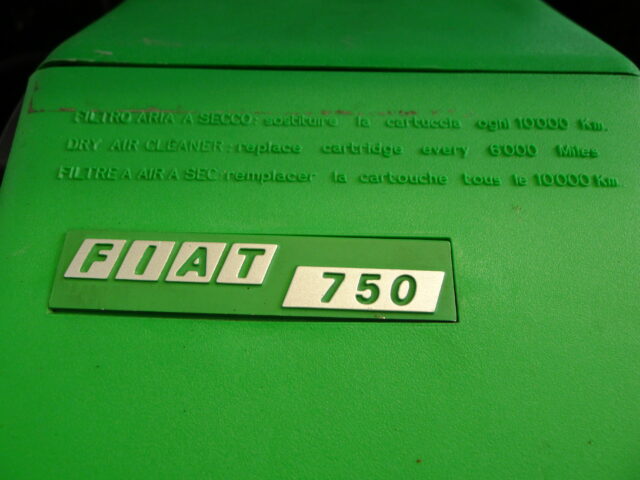 FILTRO ARIA A SECCO: sostituire la cartuccia ogni 10000 Km.
DRY AIR CLEANER: replace cartridge every 6000 Miles
FILTRE A AIR A SEC: remplacer la cartouche tous le 10000 Km.
FIAT
750